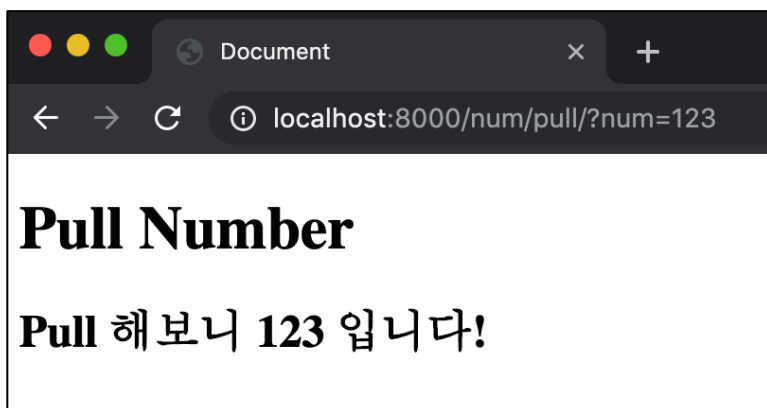 Document
localhost:8000/num/pull/?num=123
Pull Number
Pull 해보니 123 입니다!